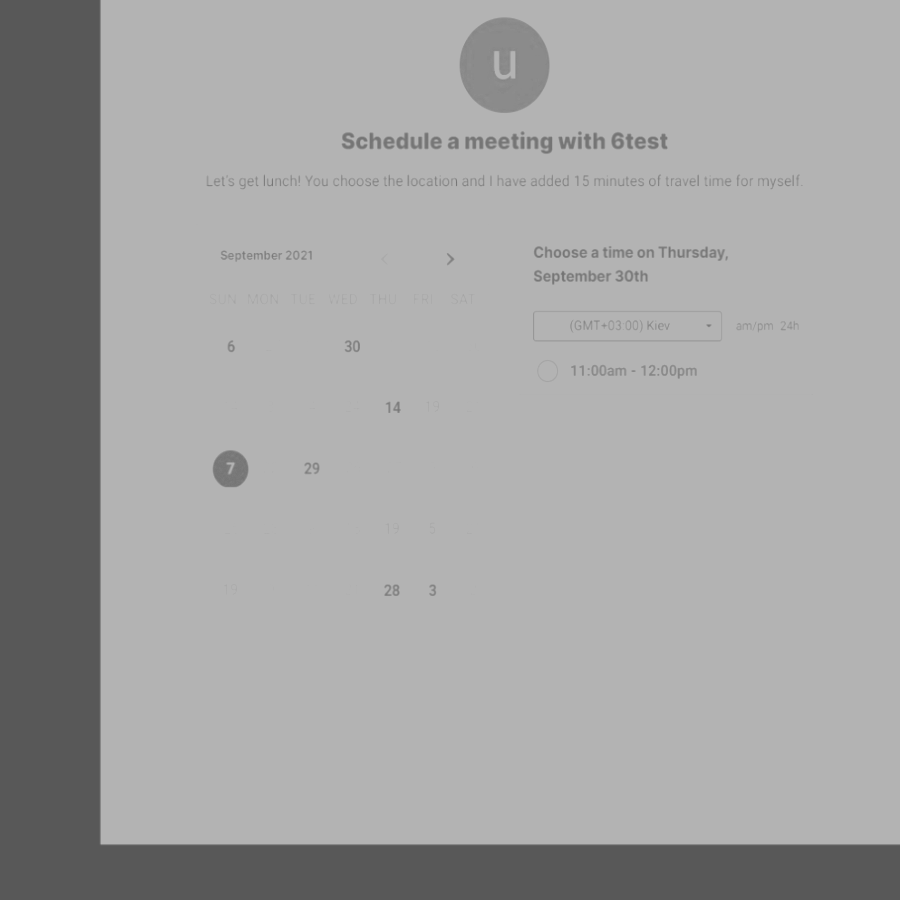 u
Schedule a meeting with 6test
Let's get lunch! You choose the location and I have added 15 minutes of travel time for myself.
September 2021
SUN MON TUE WED THU FRI SAT
6 30
14 19
7 29
19 5
19 28 3
Choose a time on Thursday,
September 30th
(GMT+03:00) Kiev am/pm 24h
11:00am - 12:00pm